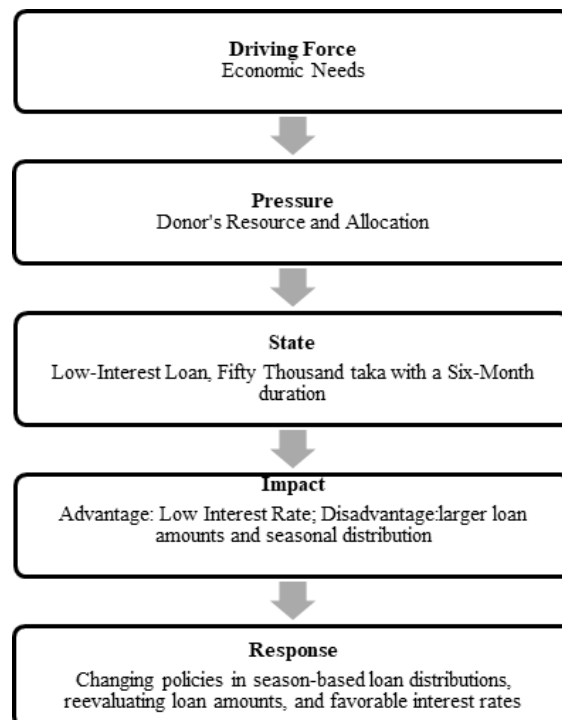 Driving Force
Economic Needs
Pressure
Donor's Resource and Allocation
State
Low-Interest Loan, Fifty Thousand taka with a Six-Month
duration
Impact
Advantage: Low Interest Rate; Disadvantage:larger loan
amounts and seasonal distribution
Response
Changing policies in season-based loan distributions,
reevaluating loan amounts, and favorable interest rates